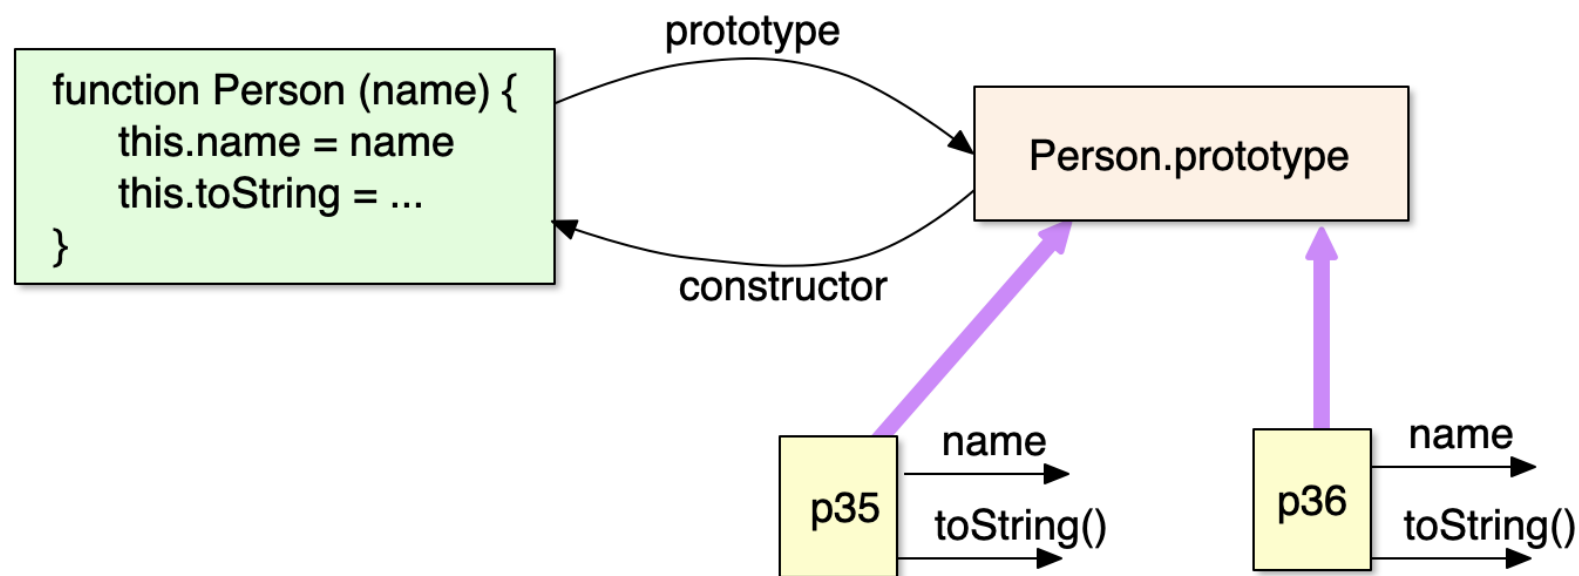 prototype
function Person (name) {
this.name = name
this.toString = ...
}
Person.prototype
constructor
name
p35
toString()
name
p36
toString()